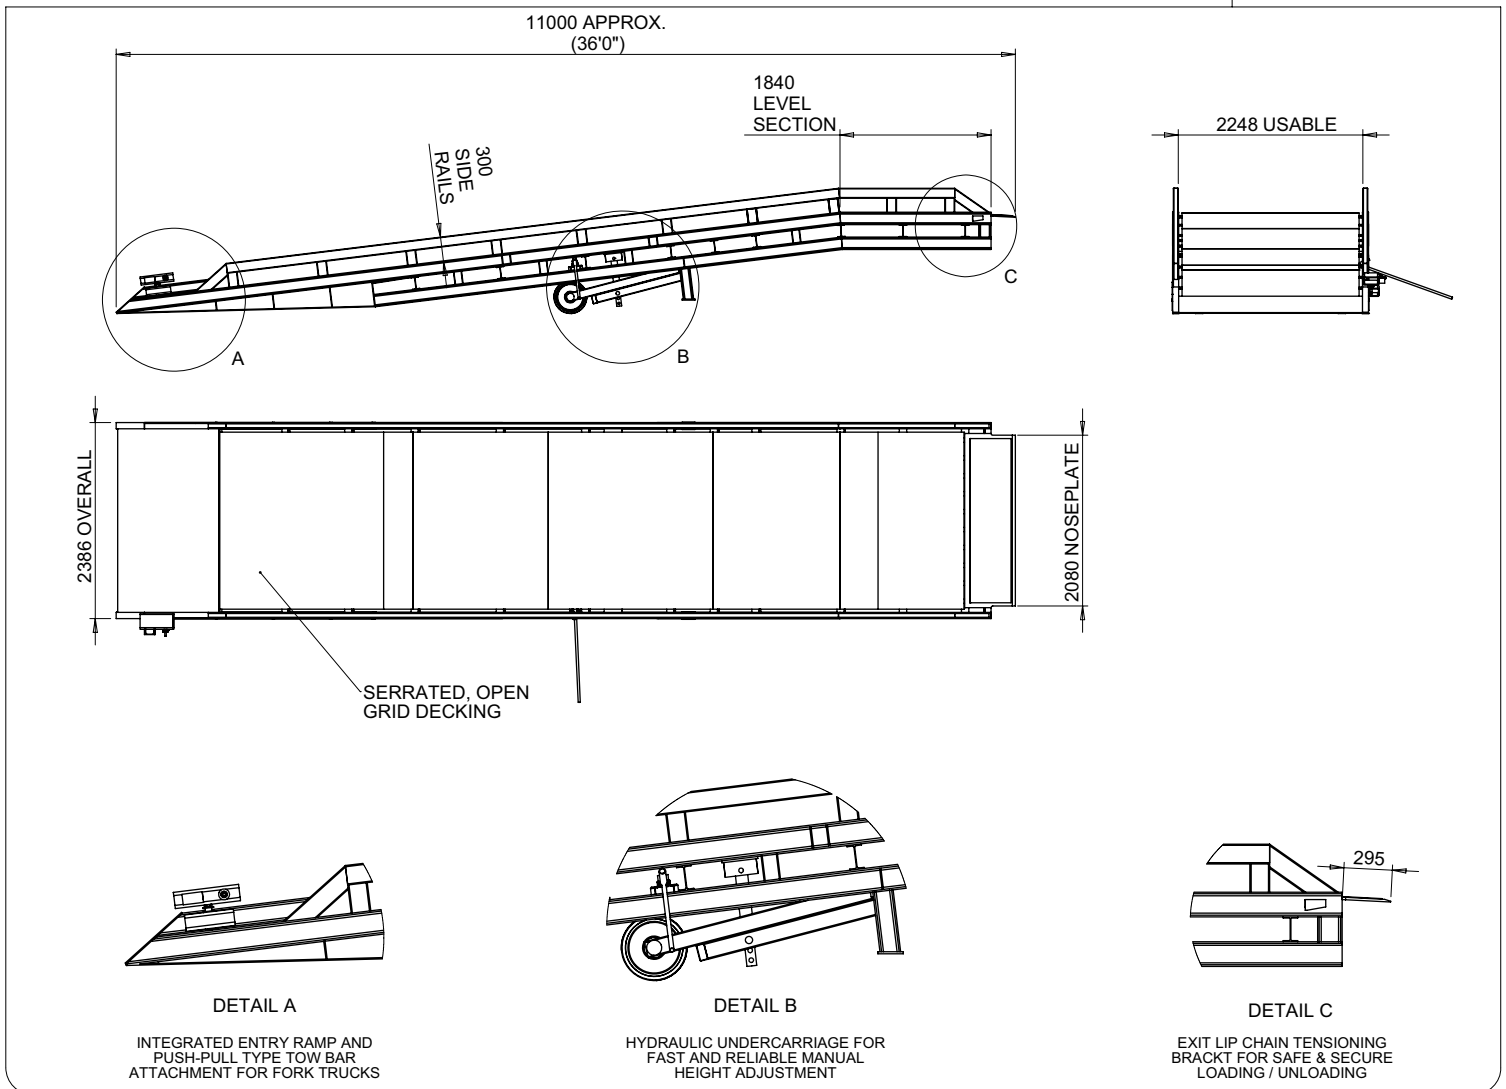 11000 APPROX.
(36'0")
1840
LEVEL
SECTION
2248 USABLE
300
SIDE
RAILS
A
B
C
2386 OVERALL
2080 NOSEPLATE
SERRATED, OPEN
GRID DECKING
295
DETAIL A
INTEGRATED ENTRY RAMP AND
PUSH-PULL TYPE TOW BAR
ATTACHMENT FOR FORK TRUCKS
DETAIL B
HYDRAULIC UNDERCARRIAGE FOR
FAST AND RELIABLE MANUAL
HEIGHT ADJUSTMENT
DETAIL C
EXIT LIP CHAIN TENSIONING
BRACKT FOR SAFE & SECURE
LOADING / UNLOADING